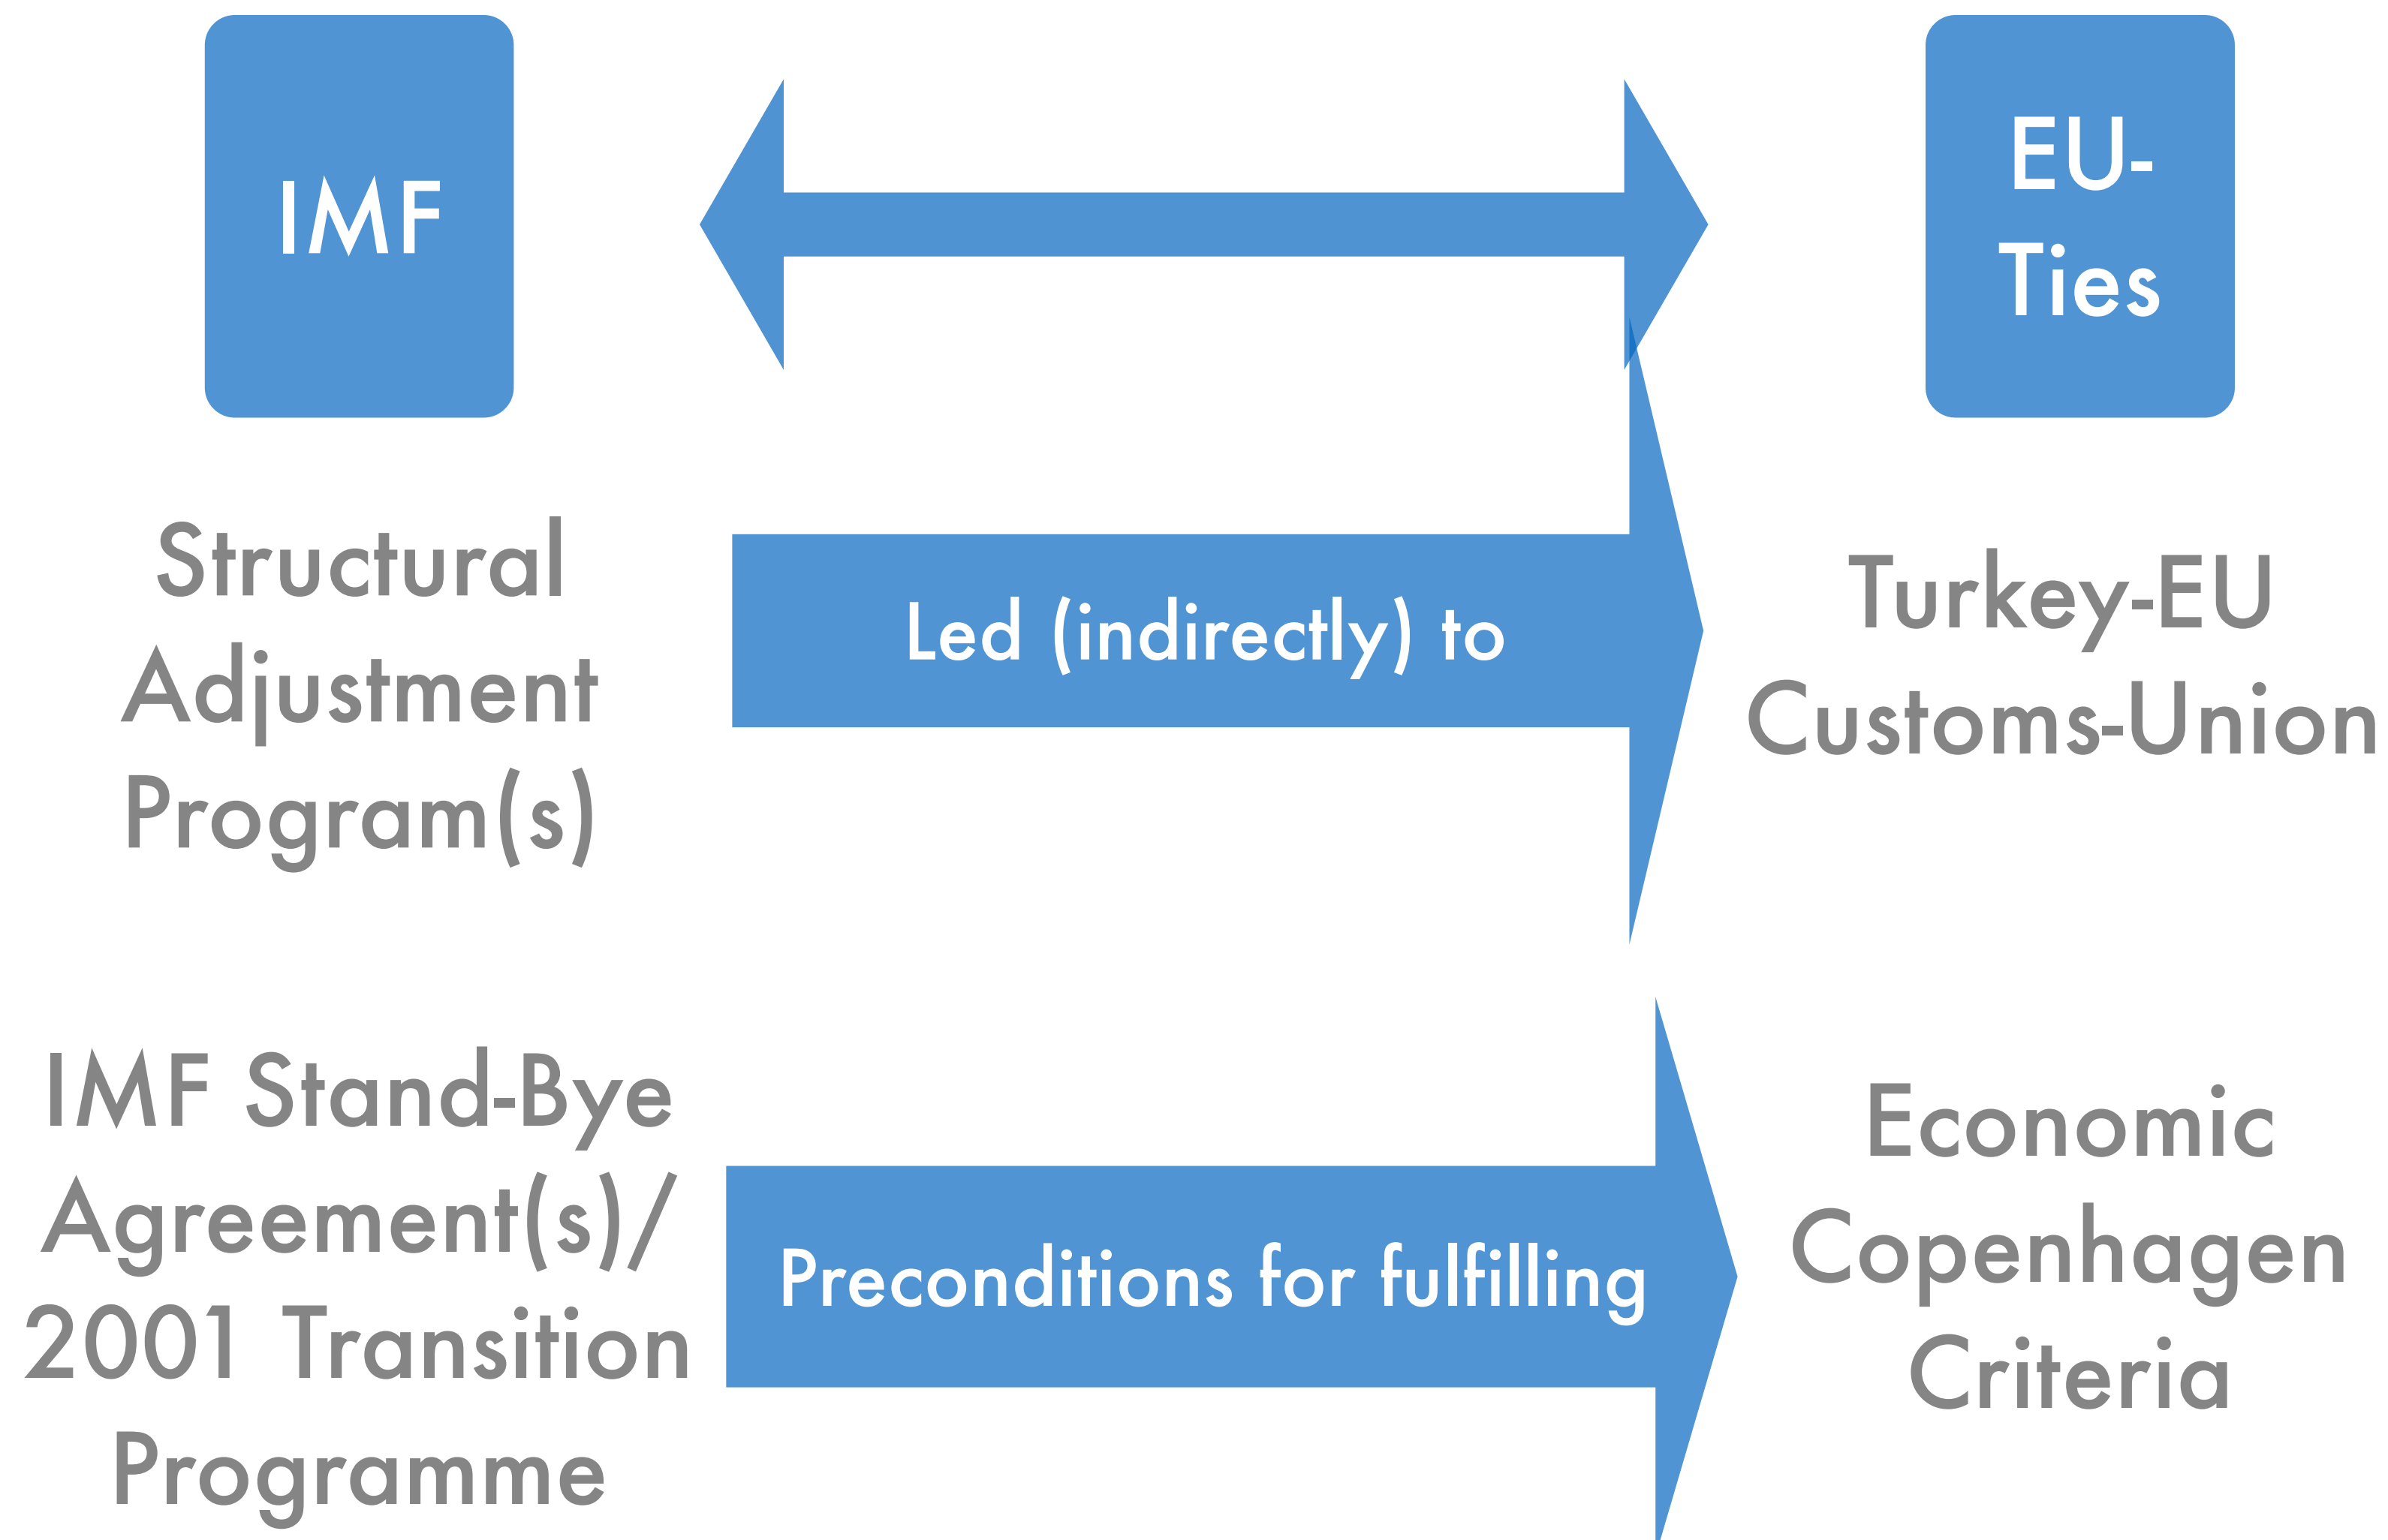 IMF
EU-
Ties
Structural
Adjustment
Program(s)
Led (indirectly) to
Turkey-EU
Customs-Union
IMF Stand-Bye
Agreement(s)/
2001 Transition
Programme
Preconditions for fulfilling
Economic
Copenhagen
Criteria